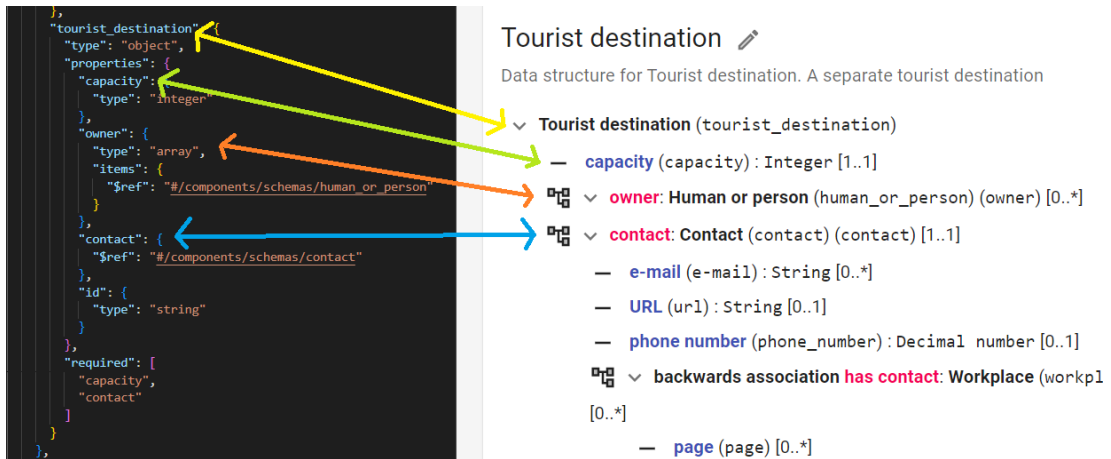 },
"tourist_destination": {
"type": "object",
"properties": {
"capacity":
"type": "integer"
},
"owner": {
"type": "array",
"items": {
"$ref": "#/components/schemas/human_or_person"
}
},
"contact": {
"$ref": "#/components/schemas/contact"
},
"id": {
"type": "string"
}
},
"required": [
"capacity",
"contact"
]
}
},
Tourist destination
Data structure for Tourist destination. A separate tourist destination
Tourist destination (tourist_destination)
capacity (capacity) : Integer [1..1]
owner: Human or person (human_or_person) (owner) [0..*]
contact: Contact (contact) (contact) [1..1]
e-mail (e-mail) : String [0..*]
URL (url) : String [0..1]
phone number (phone_number) : Decimal number [0..1]
backwards association has contact: Workplace (workpl
[0..*]
page (page) [0..*]